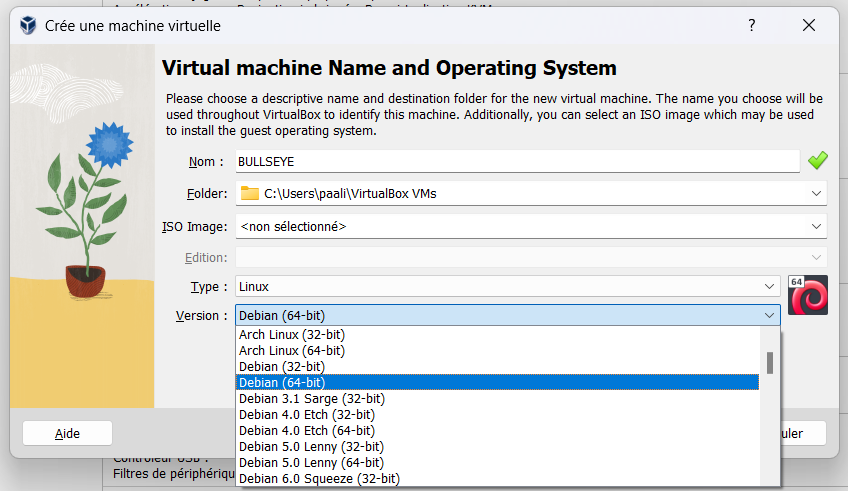 Crée une machine virtuelle
?
Virtual machine Name and Operating System
Please choose a descriptive name and destination folder for the new virtual machine. The name you choose will be
used throughout VirtualBox to identify this machine. Additionally, you can select an ISO image which may be used
to install the guest operating system.
Nom : BULLSEYE
Folder: C:\Users\paali\VirtualBox VMs
ISO Image: <non sélectionné>
Edition:
Type : Linux
64
Version : Debian (64-bit)
Arch Linux (32-bit)
Arch Linux (64-bit)
Debian (32-bit)
Debian (64-bit)
Debian 3.1 Sarge (32-bit)
Debian 4.0 Etch (32-bit)
Debian 4.0 Etch (64-bit)
Debian 5.0 Lenny (32-bit)
Debian 5.0 Lenny (64-bit)
Debian 6.0 Squeeze (32-bit)
Aide
uler
Contrôleur USB :
Filtres de périphériqu